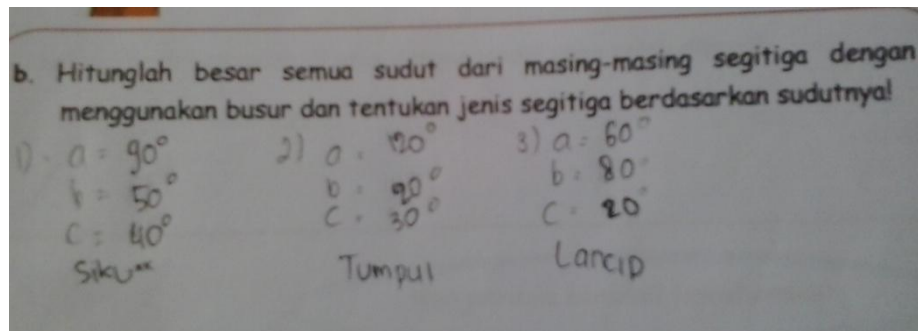 b. Hitunglah besar semua sudut dari masing-masing segitiga dengan
menggunakan busur dan tentukan jenis segitiga berdasarkan sudutnya!
1). a = 90°
b = 50°
c = 40°
Siku"
2) a = 120°
b = 20°
c = 30°
Tumpul
3) a = 60°
b = 80°
c = 20°
Lancip